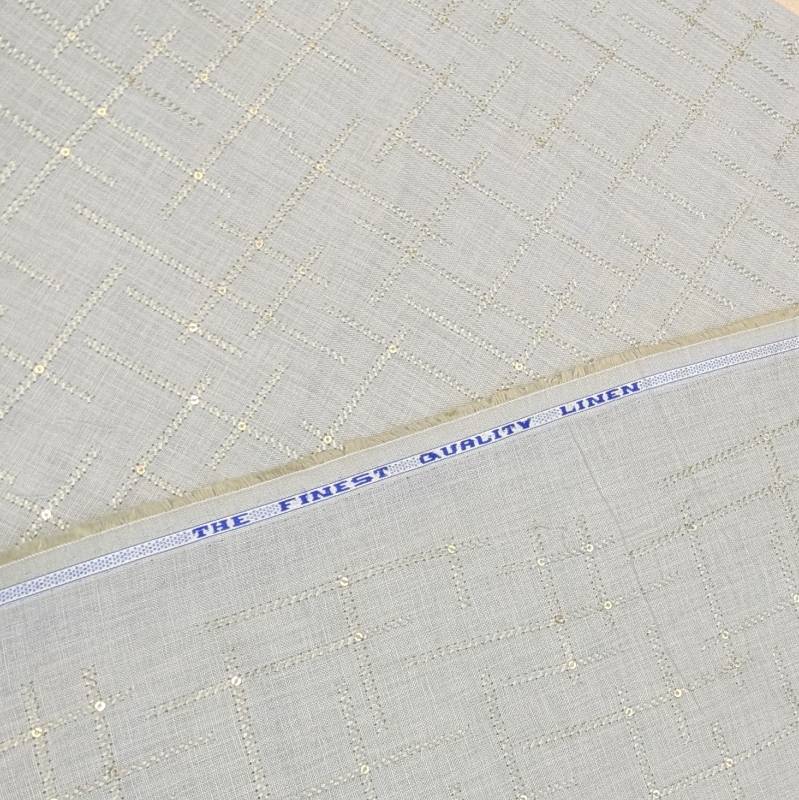 THE FINEST QUALITY LINEN